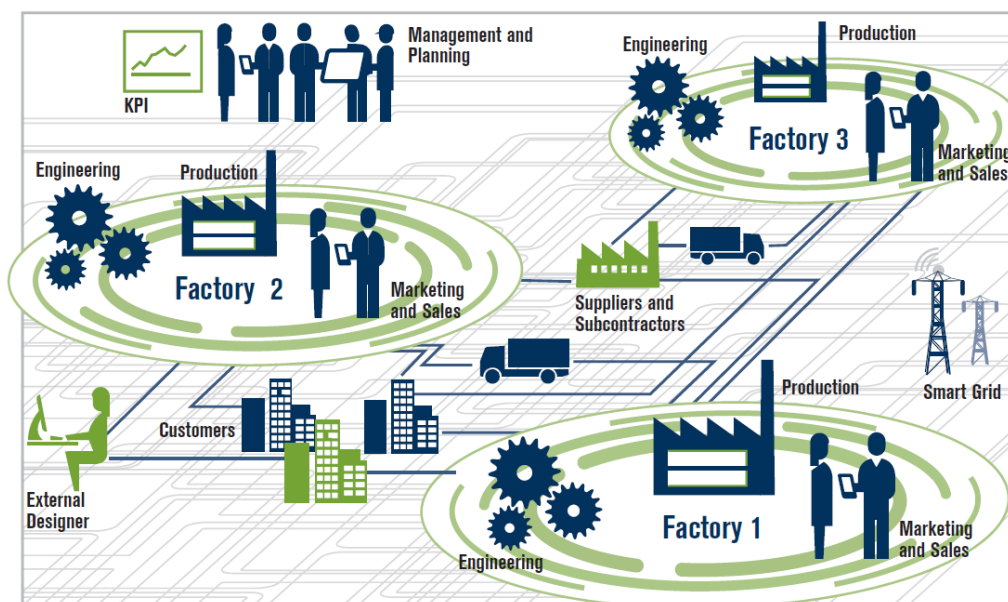 Management and
Planning
KPI
Engineering
Production
Factory 3
Marketing
and Sales
Engineering
Production
Factory 2
Marketing
and Sales
Suppliers and
Subcontractors
Smart Grid
Customers
External
Designer
Production
Factory 1
Engineering
Marketing
and Sales